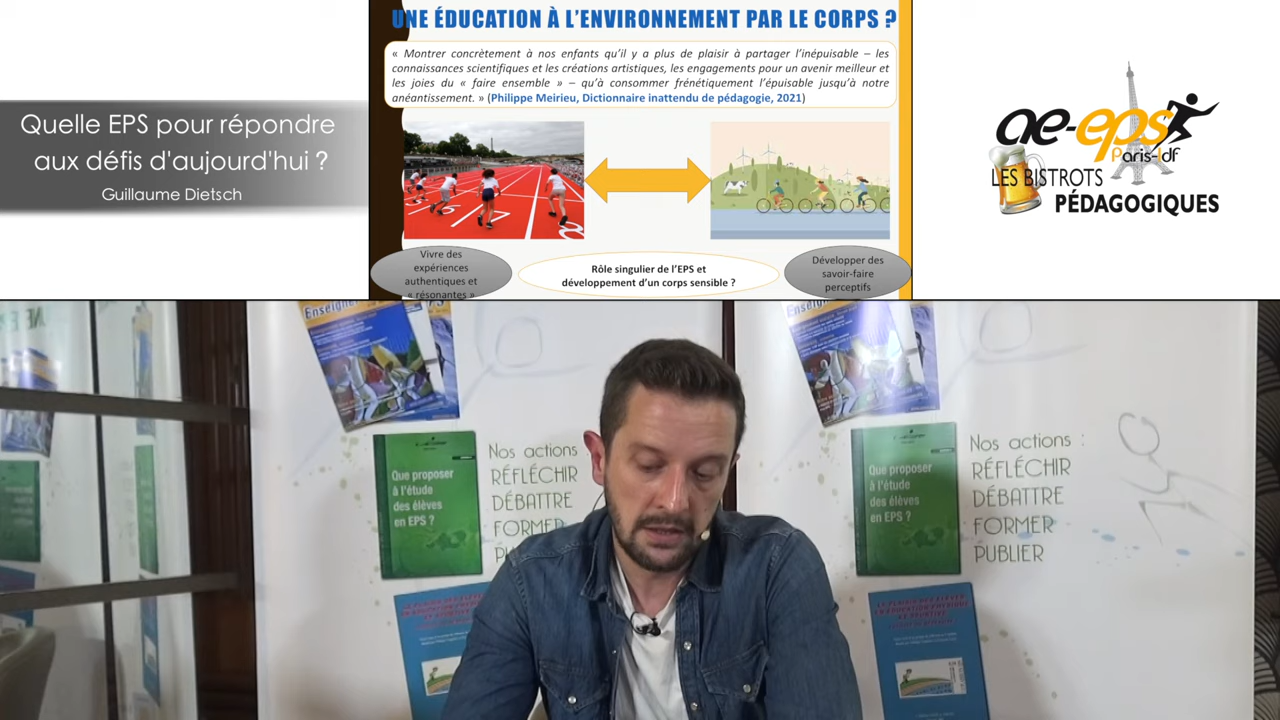 Quelle EPS pour répondre
aux défis d'aujourd'hui ?
Guillaume Dietsch
UNE ÉDUCATION À L'ENVIRONNEMENT PAR LE CORPS ?
« Montrer concrètement à nos enfants qu'il y a plus de plaisir à partager l'inépuisable – les
connaissances scientifiques et les créations artistiques, les engagements pour un avenir meilleur et
les joies du « faire ensemble » – qu'à consommer frénétiquement l'épuisable jusqu'à notre
anéantissement. » (Philippe Meirieu, Dictionnaire inattendu de pédagogie, 2021)
Vivre des
expériences
authentiques et
« résonantes »
Rôle singulier de l'EPS et
développement d'un corps sensible ?
Développer des
savoir-faire
perceptifs
ae-eps
Paris-Idf
LES BISTROTS
PÉDAGOGIQUES
Que proposer
à l'étude
des élèves
en EPS ?
Nos actions
RÉFLÉCHIR
DÉBATTRE
FORMER
Que proposer
à l'étude
des élèves
en EPS ?
Nos actions :
RÉFLÉCHIR
DÉBATTRE
FORMER
PUBLIER